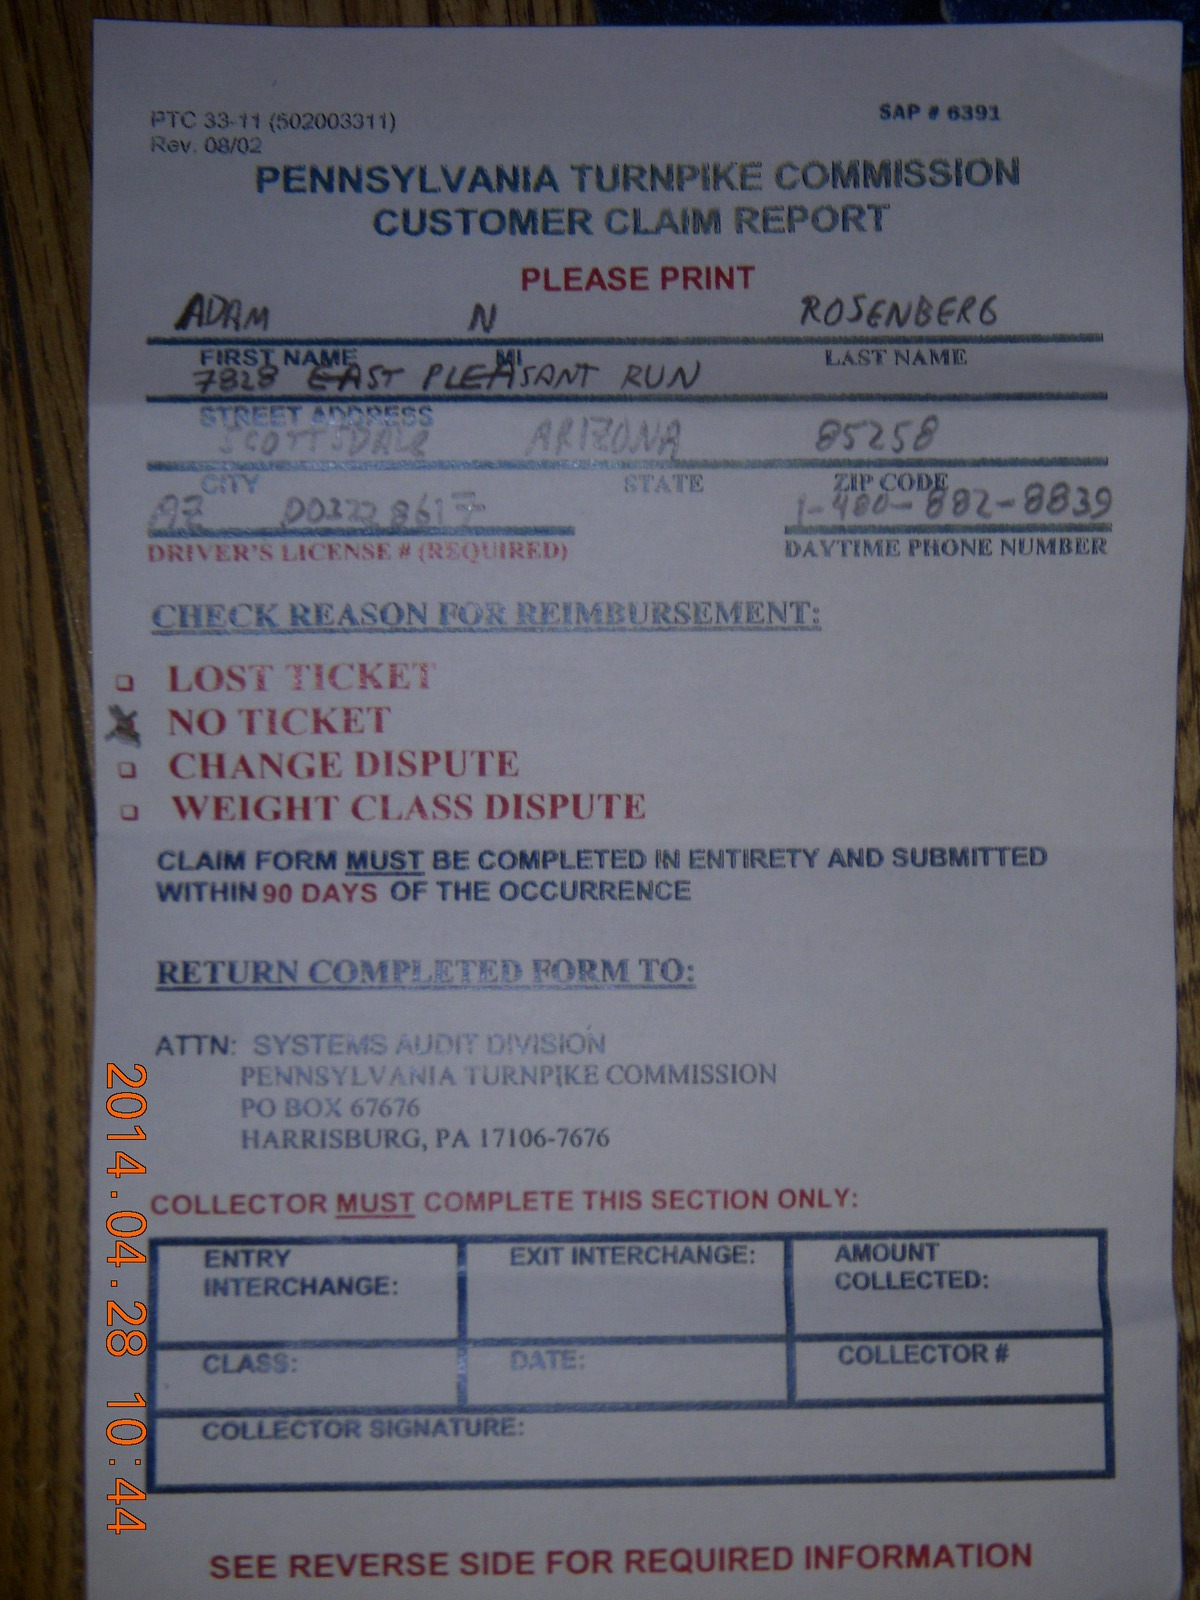 PTC 33-11 (502003311)
SAP # 6391
Rev. 08/02
PENNSYLVANIA TURNPIKE COMMISSION
CUSTOMER CLAIM REPORT
PLEASE PRINT
ADAM N ROSENBERG
FIRST NAME MI LAST NAME
7828 EAST PLEASANT RUN
STREET ADDRESS
SCOTTSDALE ARIZONA 85258
CITY STATE ZIP CODE
AZ D03228617 1-480-882-8839
DRIVER'S LICENSE # (REQUIRED) DAYTIME PHONE NUMBER
CHECK REASON FOR REIMBURSEMENT:
LOST TICKET
NO TICKET
CHANGE DISPUTE
WEIGHT CLASS DISPUTE
CLAIM FORM MUST BE COMPLETED IN ENTIRETY AND SUBMITTED
WITHIN 90 DAYS OF THE OCCURRENCE
RETURN COMPLETED FORM TO:
ATTN: SYSTEMS AUDIT DIVISION
PENNSYLVANIA TURNPIKE COMMISSION
PO BOX 67676
HARRISBURG, PA 17106-7676
COLLECTOR MUST COMPLETE THIS SECTION ONLY:
ENTRY INTERCHANGE: EXIT INTERCHANGE: AMOUNT COLLECTED:
CLASS: DATE: COLLECTOR #
COLLECTOR SIGNATURE:
SEE REVERSE SIDE FOR REQUIRED INFORMATION
2014.04.28 10:44